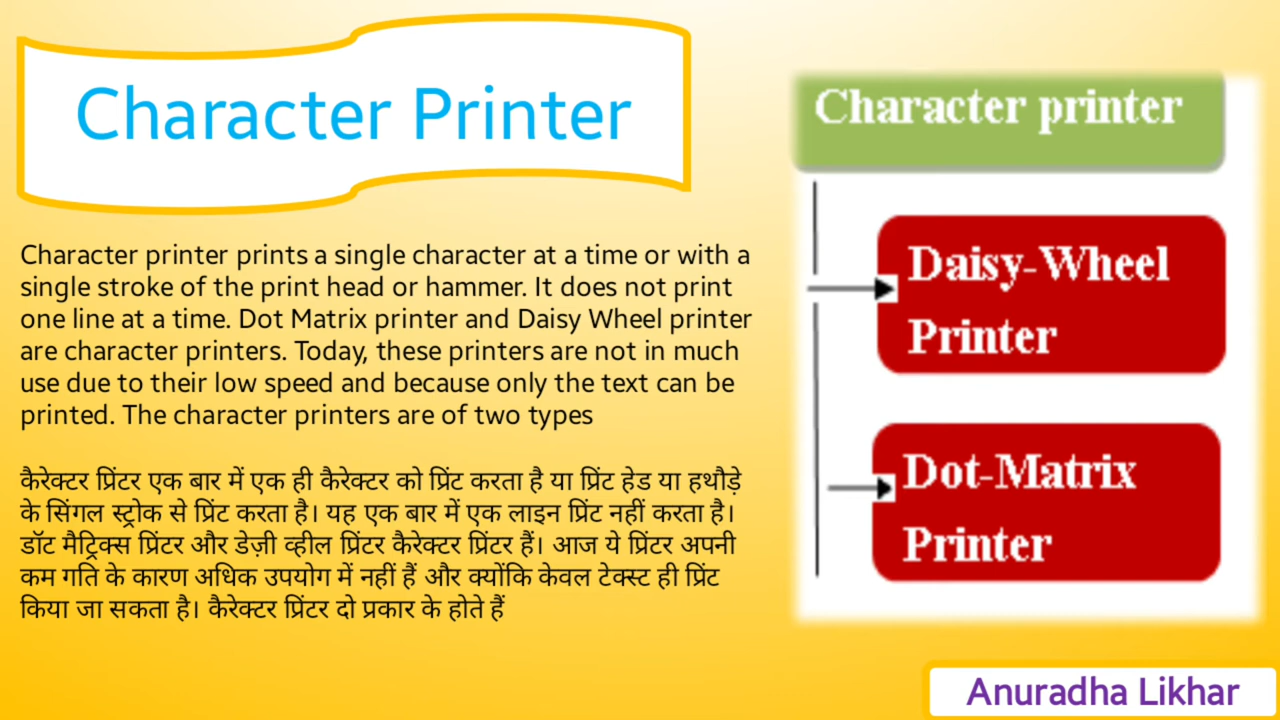 Character Printer
Character printer prints a single character at a time or with a
single stroke of the print head or hammer. It does not print
one line at a time. Dot Matrix printer and Daisy Wheel printer
are character printers. Today, these printers are not in much
use due to their low speed and because only the text can be
printed. The character printers are of two types
कैरेक्टर प्रिंटर एक बार में एक ही कैरेक्टर को प्रिंट करता है या प्रिंट हेड या हथौड़े
के सिंगल स्ट्रोक से प्रिंट करता है। यह एक बार में एक लाइन प्रिंट नहीं करता है।
डॉट मैट्रिक्स प्रिंटर और डेज़ी व्हील प्रिंटर कैरेक्टर प्रिंटर हैं। आज ये प्रिंटर अपनी
कम गति के कारण अधिक उपयोग में नहीं हैं और क्योंकि केवल टेक्स्ट ही प्रिंट
किया जा सकता है। कैरेक्टर प्रिंटर दो प्रकार के होते हैं
Character printer
Daisy-Wheel
Printer
Dot-Matrix
Printer
Anuradha Likhar